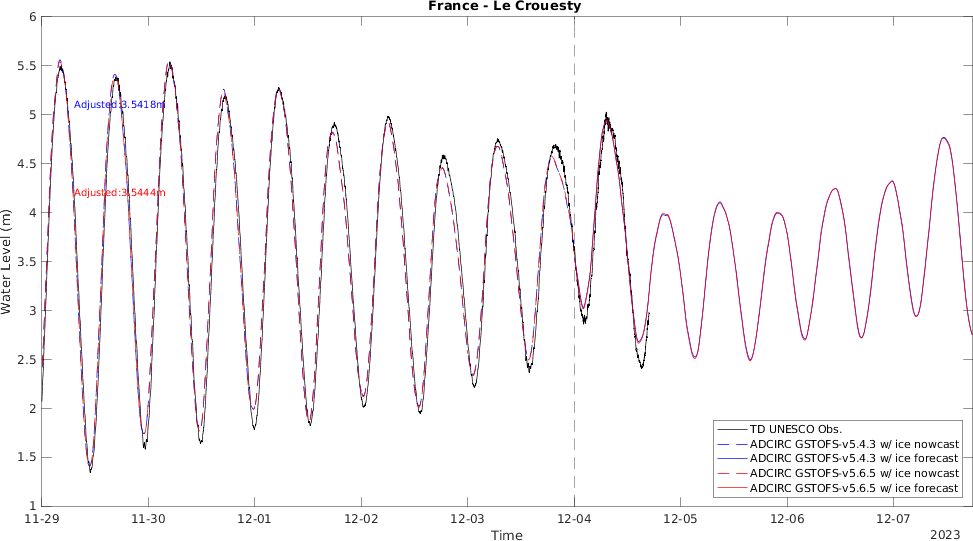 France - Le Crouesty
6
5.5
5
4.5
4
3.5
3
2.5
2
1.5
1
Water Level (m)
Adjusted:3.5418m
Adjusted:3.5444m
TD UNESCO Obs.
ADCIRC GSTOFS-v5.4.3 w/ ice nowcast
ADCIRC GSTOFS-v5.4.3 w/ ice forecast
ADCIRC GSTOFS-v5.6.5 w/ ice nowcast
ADCIRC GSTOFS-v5.6.5 w/ ice forecast
11-29 11-30 12-01 12-02 12-03 12-04 12-05 12-06 12-07
Time
2023